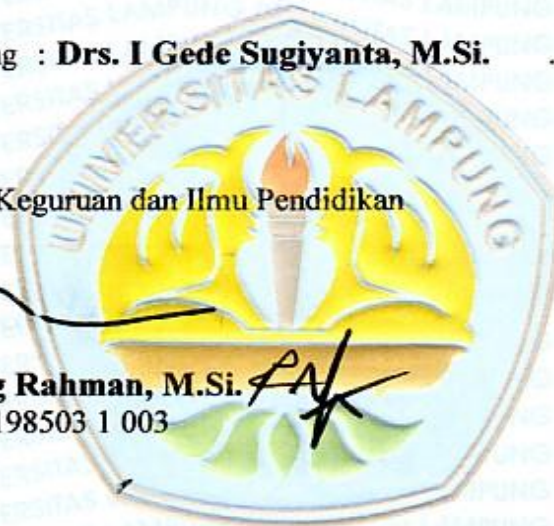 g : Drs. I Gede Sugiyanta, M.Si. .
UNIVERSITAS LAMPUNG
Keguruan dan Ilmu Pendidikan
g Rahman, M.Si.
198503 1 003